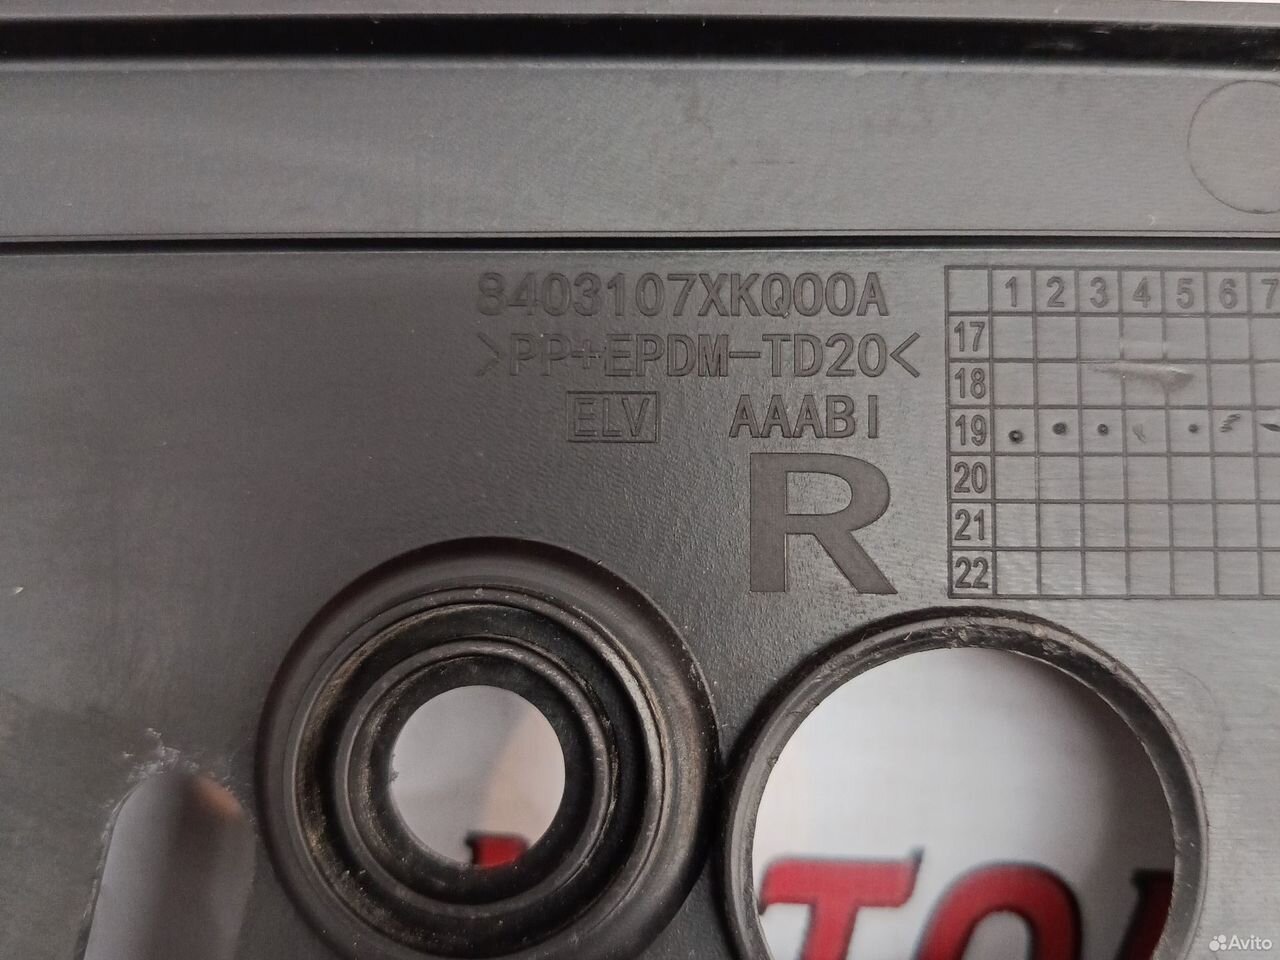 8403107XKQ00A
>PP+EPDM-TD20<
ELV AAABI
R
1 2 3 4 5 6 7
17
18
19
20
21
22
Avito